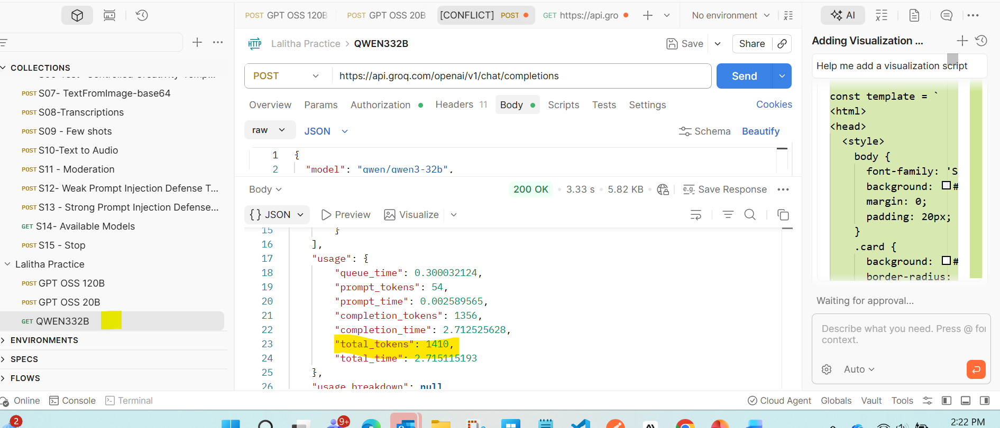 POST GPT OSS 120B
POST GPT OSS 20B
[CONFLICT] POST
GET https://api.gro
No environment
AI
Lalitha Practice > QWEN332B
Save
Share
Adding Visualization ...
COLLECTIONS
POST
https://api.groq.com/openai/v1/chat/completions
Send
Help me add a visualization script
POST S07- TextFromImage-base64
POST S08-Transcriptions
POST S09 - Few shots
POST S10-Text to Audio
POST S11 - Moderation
POST S12- Weak Prompt Injection Defense T...
POST S13 - Strong Prompt Injection Defense...
GET S14- Available Models
POST S15 - Stop
Lalitha Practice
POST GPT OSS 120B
POST GPT OSS 20B
GET QWEN332B
ENVIRONMENTS
SPECS
FLOWS
Overview Params Authorization Headers 11 Body Scripts Tests Settings Cookies
raw JSON Schema Beautify
1 {
2 "model": "qwen/qwen3-32b",
Body 200 OK • 3.33 s • 5.82 KB e.g. Save Response
{} JSON Preview Visualize
15 }
16 ],
17 "usage": {
18 "queue_time": 0.300032124,
19 "prompt_tokens": 54,
20 "prompt_time": 0.002589565,
21 "completion_tokens": 1356,
22 "completion_time": 2.712525628,
23 "total_tokens": 1410,
24 "total_time": 2.715115193
25 },
26 "usage_breakdown": null
const template = `
<html>
<head>
<style>
body {
font-family: 'S
background: #
margin: 0;
padding: 20px;
}
.card {
background: #
border-radius:
Waiting for approval...
Describe what you need. Press @ for
context.
Auto
Online Console Terminal
Cloud Agent Globals Vault Tools
2
9+
2:22 PM